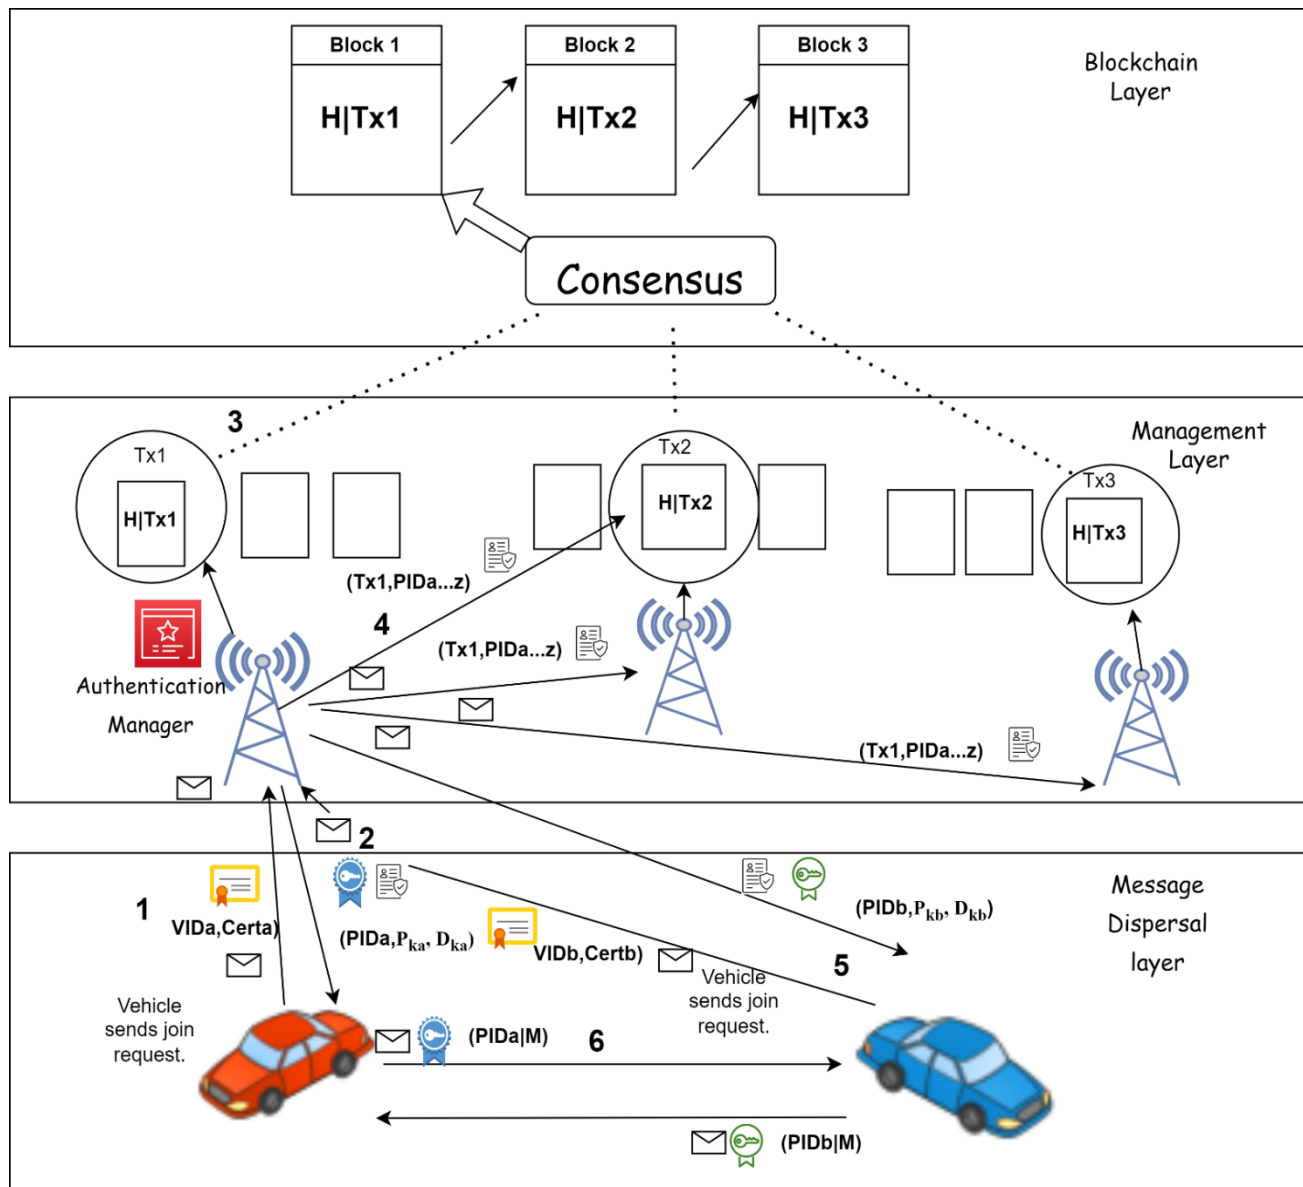 Block 1
Block 2
Block 3
H|Tx1
H|Tx2
H|Tx3
Blockchain
Layer
Consensus
3
Tx1
H|Tx1
Tx2
H|Tx2
Tx3
H|Tx3
Management
Layer
(Tx1,PIDa...z)
4
(Tx1,PIDa...z)
(Tx1,PIDa...z)
Authentication
Manager
2
1
VIDa,Certa)
(PIDa,Pka, Dka)
VIDb,Certb)
(PIDb,Pkb, Dkb)
Message
Dispersal
layer
5
Vehicle
sends join
request.
Vehicle
sends join
request.
(PIDa|M)
6
(PIDb|M)